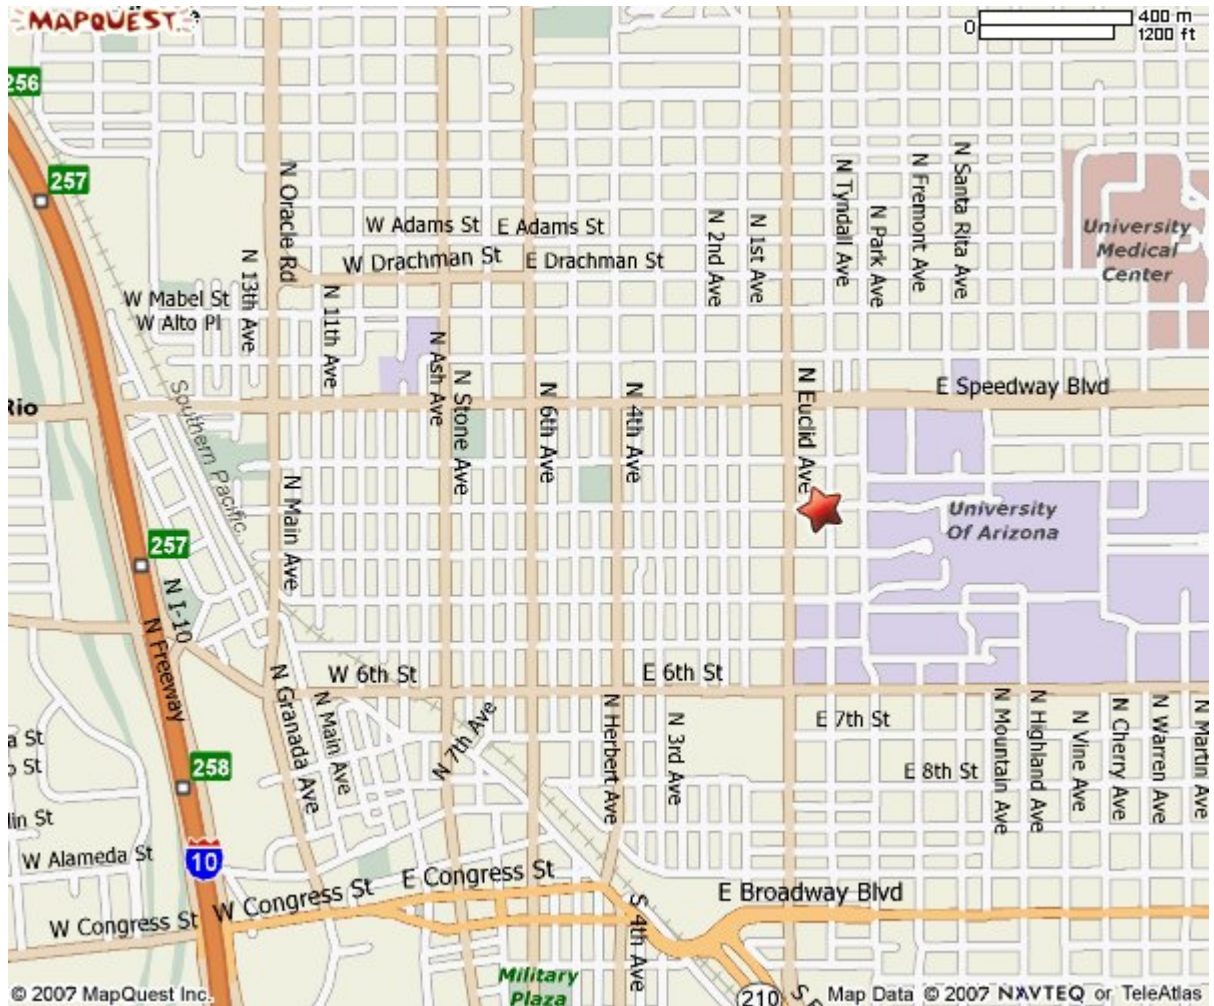 MAPQUEST
0
400 m
1200 ft
256
257
N Oracle Rd
N 13th Ave
N 11th Ave
W Adams St
E Adams St
W Drachman St
E Drachman St
W Mabel St
W Alto Pl
N 2nd Ave
N 1st Ave
N Tyndall Ave
N Park Ave
N Fremont Ave
N Santa Rita Ave
University
Medical
Center
Rio
Southern Pacific
N Ash Ave
N Stone Ave
N 6th Ave
N 4th Ave
N Euclid Ave
E Speedway Blvd
N Main Ave
University
Of Arizona
257
N I-10
N Freeway
W 6th St
E 6th St
N Granada Ave
N Main Ave
N 7th Ave
N Herbert Ave
N 3rd Ave
E 7th St
E 8th St
N Mountain Ave
N Highland Ave
N Vine Ave
N Cherry Ave
N Warren Ave
N Martin Ave
a St
St
258
lin St
W Alameda St
10
W Congress St
W Congress St
E Congress St
E Broadway Blvd
S 4th Ave
Military
Plaza
210
© 2007 MapQuest Inc.
Map Data © 2007 NAVTEQ or TeleAtlas